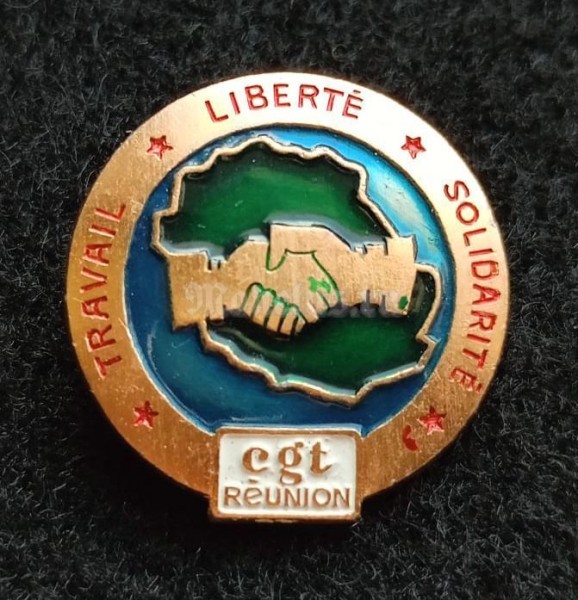 TRAVAIL
LIBERTÉ
SOLIDARITÉ
cgt
RéUNION